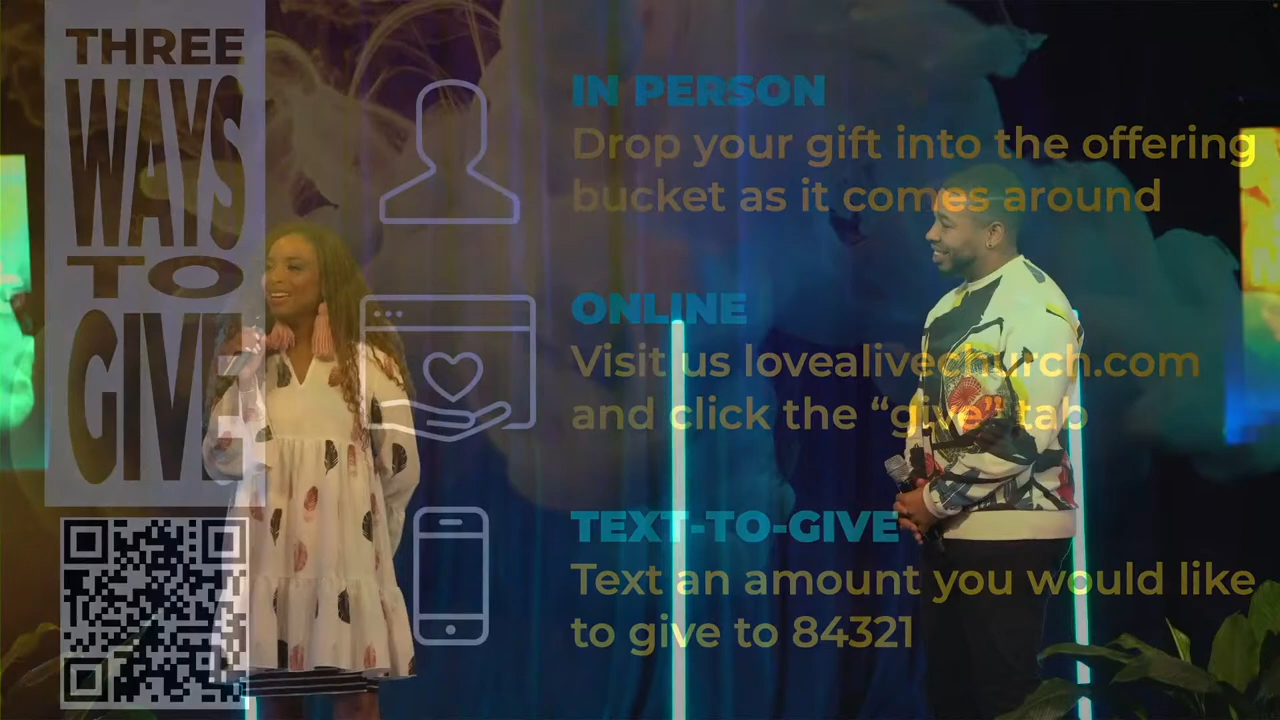 THREE
WAYS
TO
GIVE
IN PERSON
Drop your gift into the offering
bucket as it comes around
ONLINE
Visit us lovealivechurch.com
and click the “give” tab
TEXT-TO-GIVE
Text an amount you would like
to give to 84321